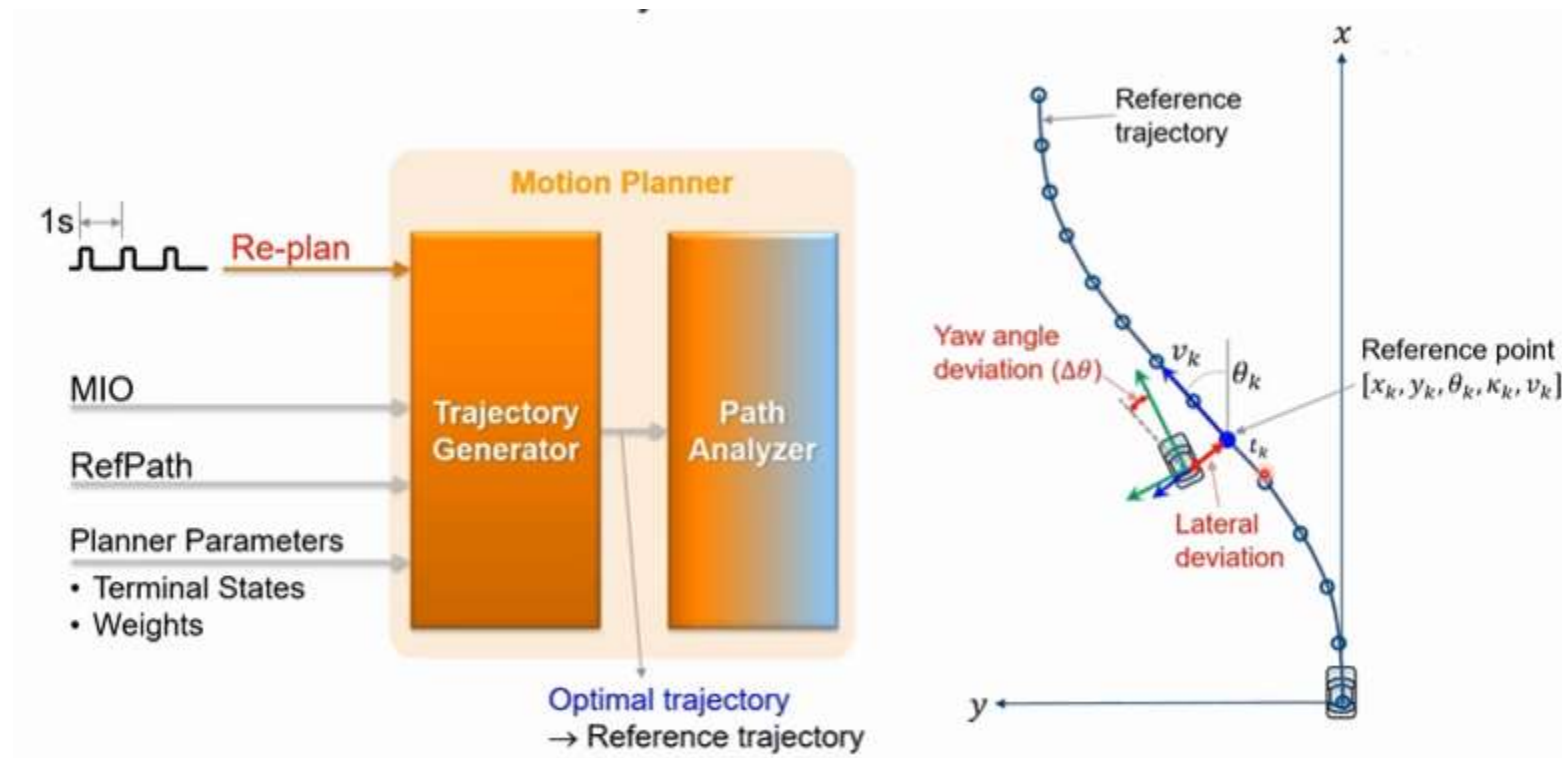 Motion Planner
1s
Re-plan
MIO
RefPath
Planner Parameters
• Terminal States
• Weights
Trajectory
Generator
Path
Analyzer
Optimal trajectory
→ Reference trajectory
x
Reference
trajectory
Yaw angle
deviation (Δθ)
v_k
θ_k
Reference point
[x_k, y_k, θ_k, κ_k, v_k]
t_k
Lateral
deviation
y